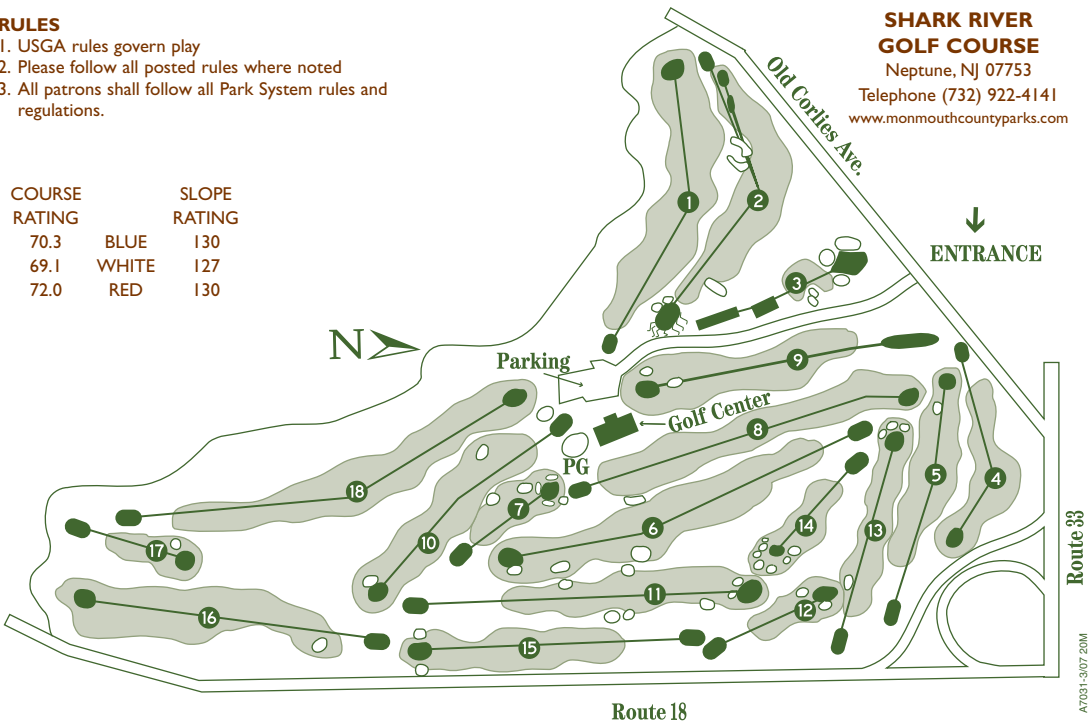 RULES
1. USGA rules govern play
2. Please follow all posted rules where noted
3. All patrons shall follow all Park System rules and
regulations.
SHARK RIVER
GOLF COURSE
Neptune, NJ 07753
Telephone (732) 922-4141
www.monmouthcountyparks.com
COURSE SLOPE
RATING RATING
70.3 BLUE 130
69.1 WHITE 127
72.0 RED 130
Old Corlies Ave.
ENTRANCE
1
2
3
N
Parking
9
Golf Center
8
PG
18
7
10
6
14
13
5
4
17
11
12
16
15
Route 33
Route 18
A7031-3/07 20M